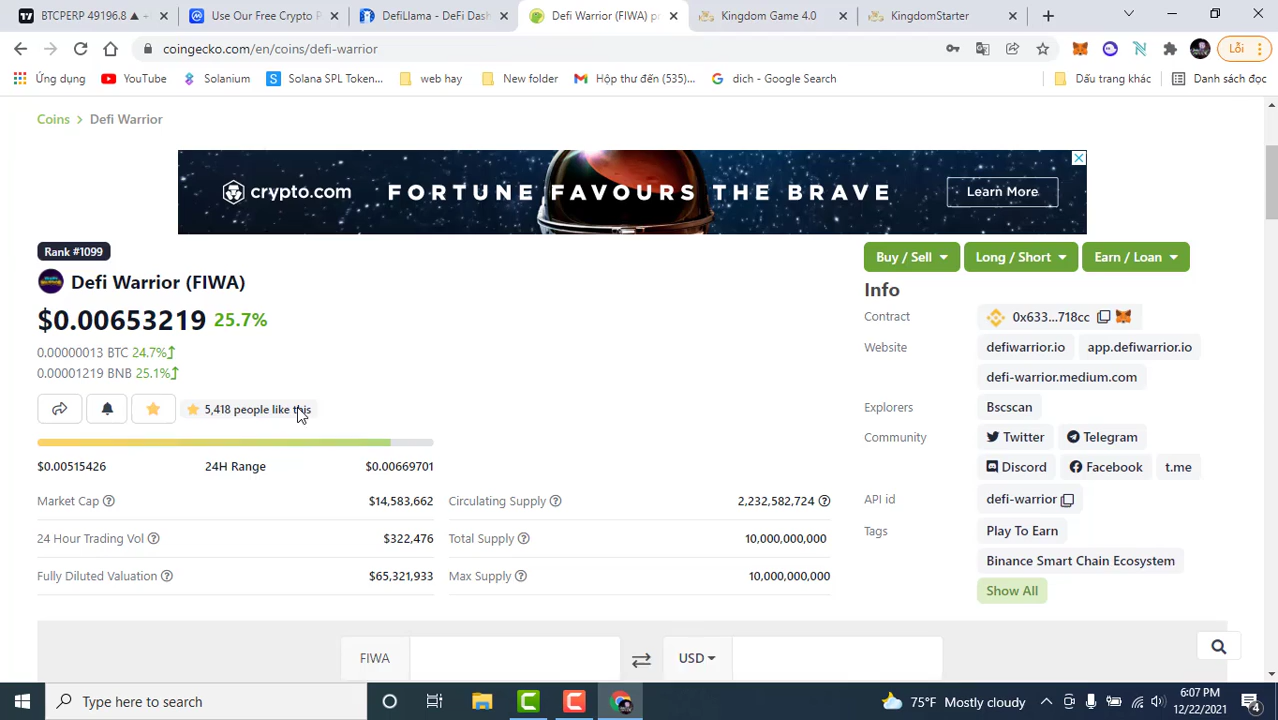 BTCPERP 49196.5 ▲ +
Use Our Free Crypto P
DefiLlama - DeFi Dash
Defi Warrior (FIWA) p
Kingdom Game 4.0
KingdomStarter
coingecko.com/en/coins/defi-warrior
Lỗi
Ứng dụng YouTube Solanium Solana SPL Token... web hay New folder Hộp thư đến (535)... dich - Google Search Dấu trang khác Danh sách đọc
Coins > Defi Warrior
crypto.com FORTUNE FAVOURS THE BRAVE Learn More
Rank #1099
Defi Warrior (FIWA)
$0.00653219 25.7%
0.00000013 BTC 24.7%
0.00001219 BNB 25.1%
5,418 people like this
$0.00515426 24H Range $0.00669701
Market Cap $14,583,662
24 Hour Trading Vol $322,476
Fully Diluted Valuation $65,321,933
Circulating Supply 2,232,582,724
Total Supply 10,000,000,000
Max Supply 10,000,000,000
Buy / Sell Long / Short Earn / Loan
Info
Contract 0x633...718cc
Website defiwarrior.io app.defiwarrior.io
defi-warrior.medium.com
Explorers Bscscan
Community Twitter Telegram
Discord Facebook t.me
API id defi-warrior
Tags Play To Earn
Binance Smart Chain Ecosystem
Show All
FIWA USD
Type here to search
75°F Mostly cloudy
6:07 PM
12/22/2021
4